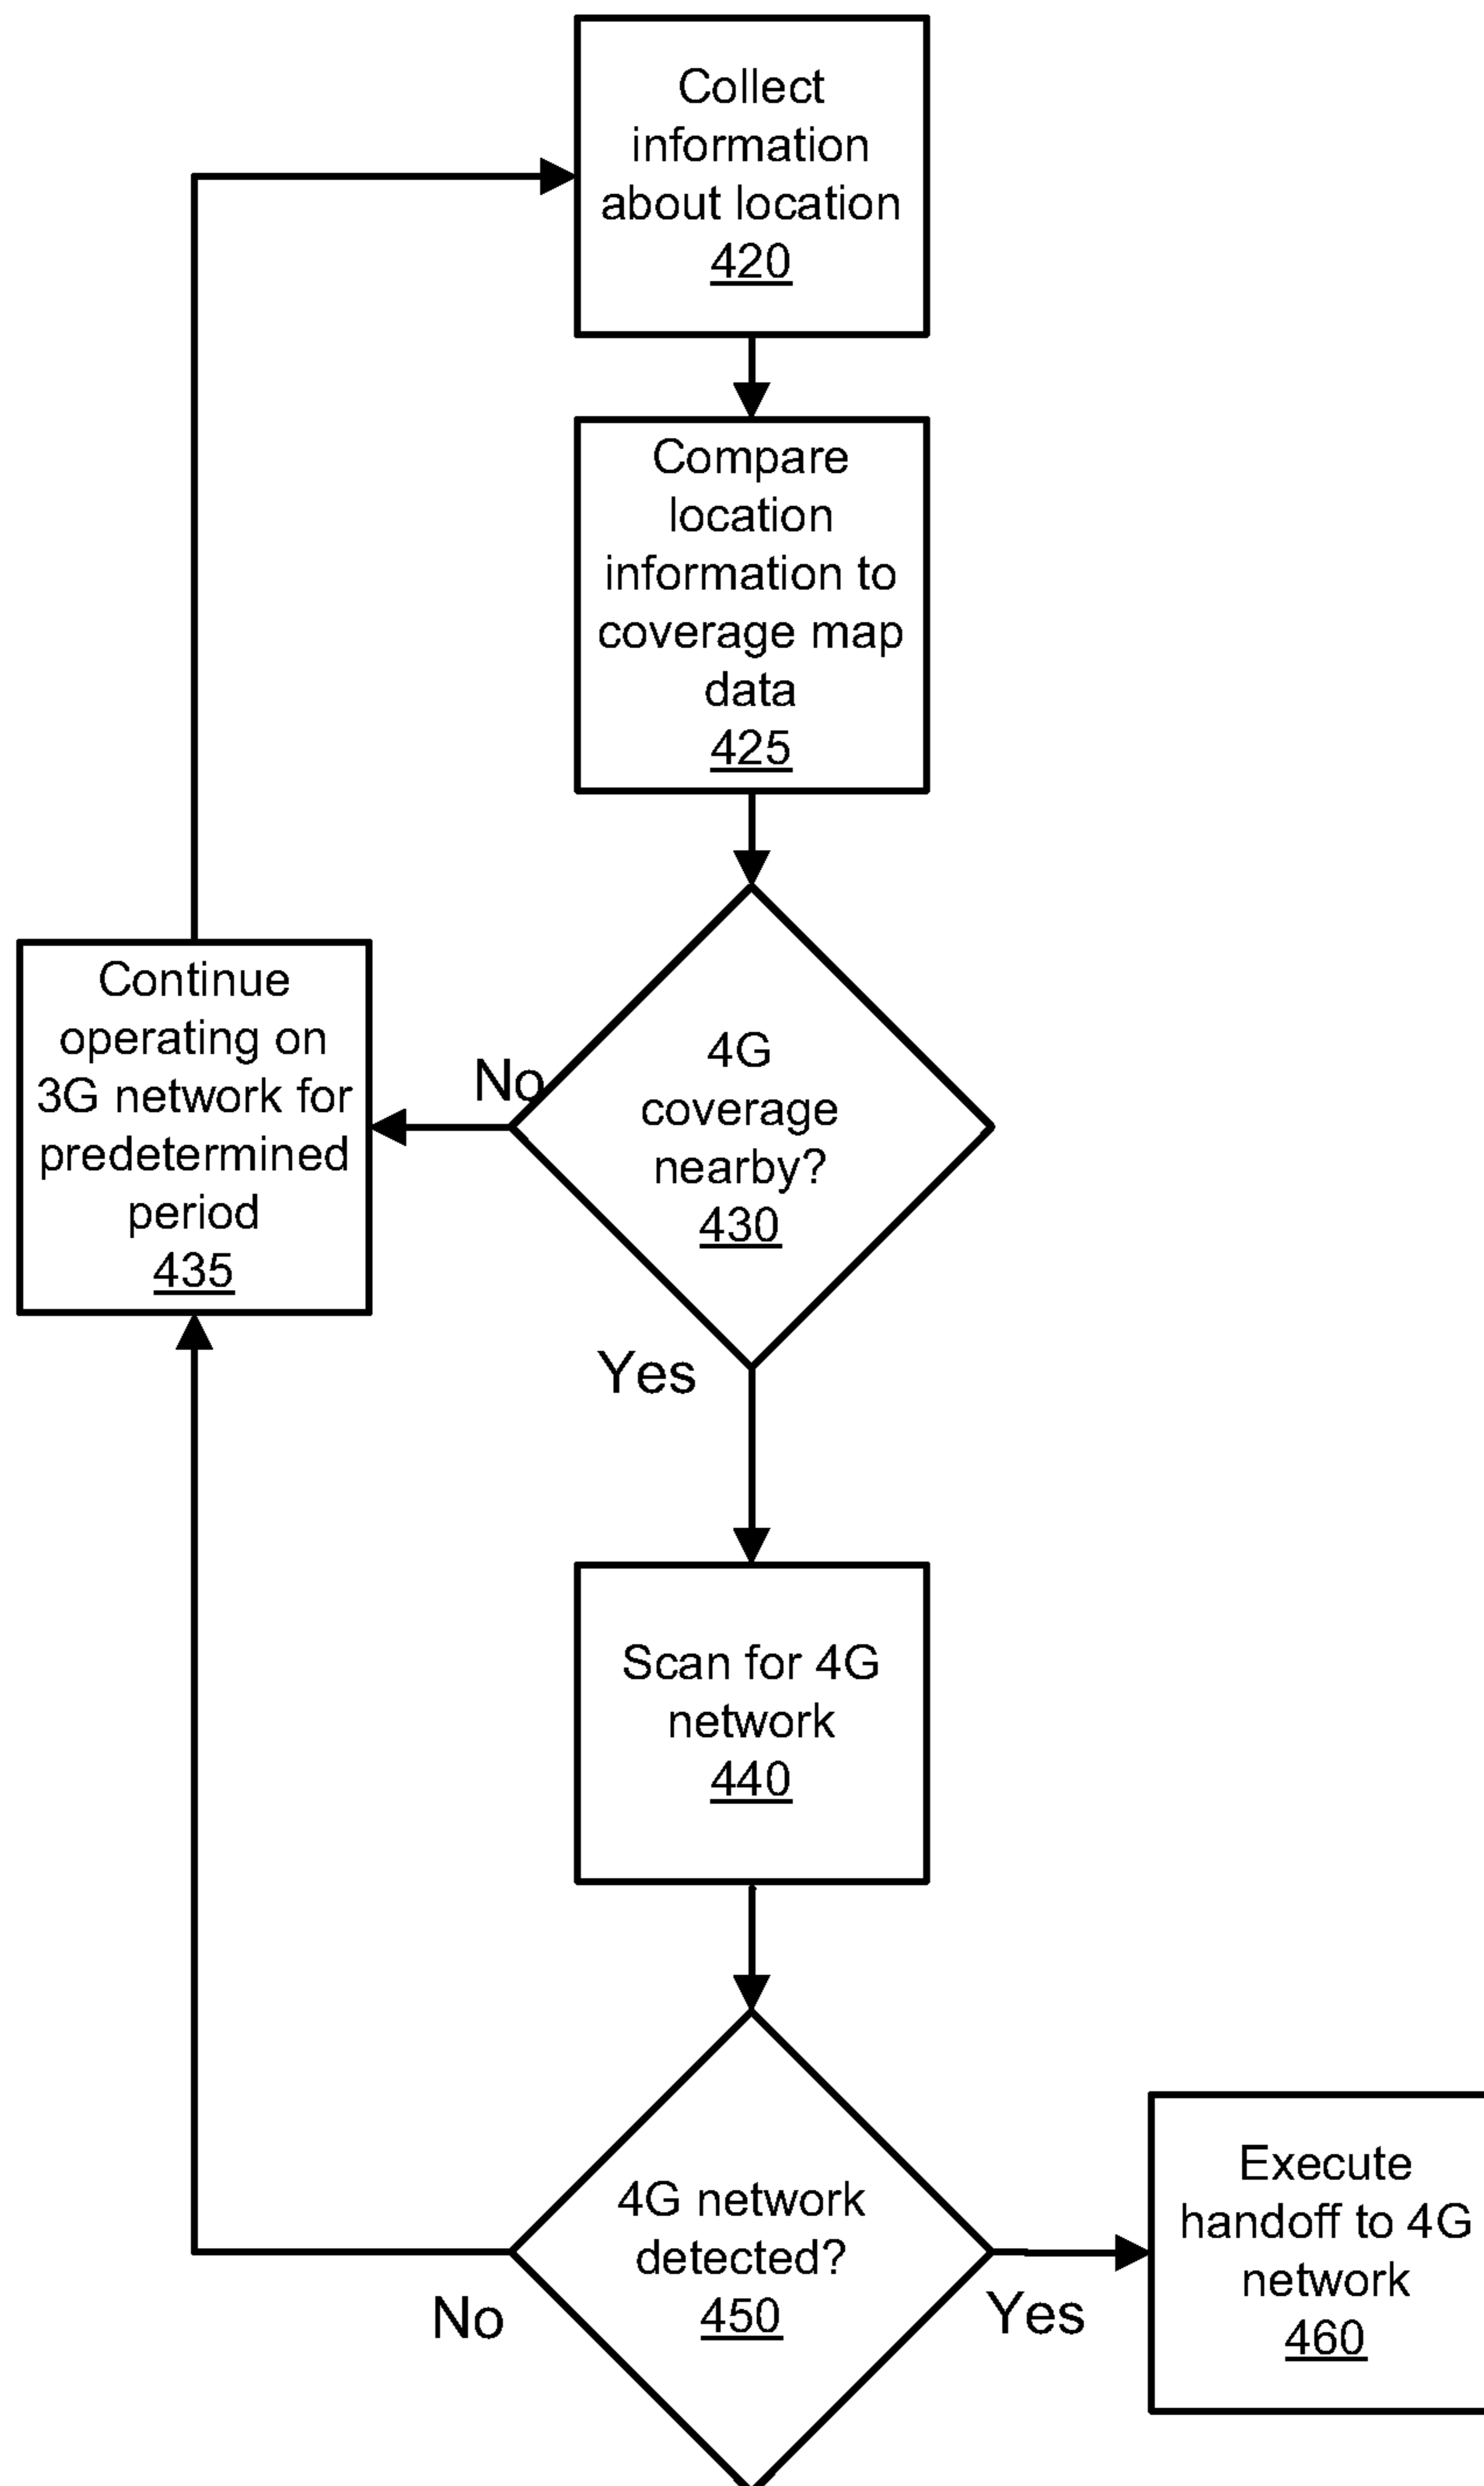 Collect
information
about location
420
Compare
location
information to
coverage map
data
425
4G
coverage
nearby?
430
No
Yes
Continue
operating on
3G network for
predetermined
period
435
Scan for 4G
network
440
4G network
detected?
450
No
Yes
Execute
handoff to 4G
network
460